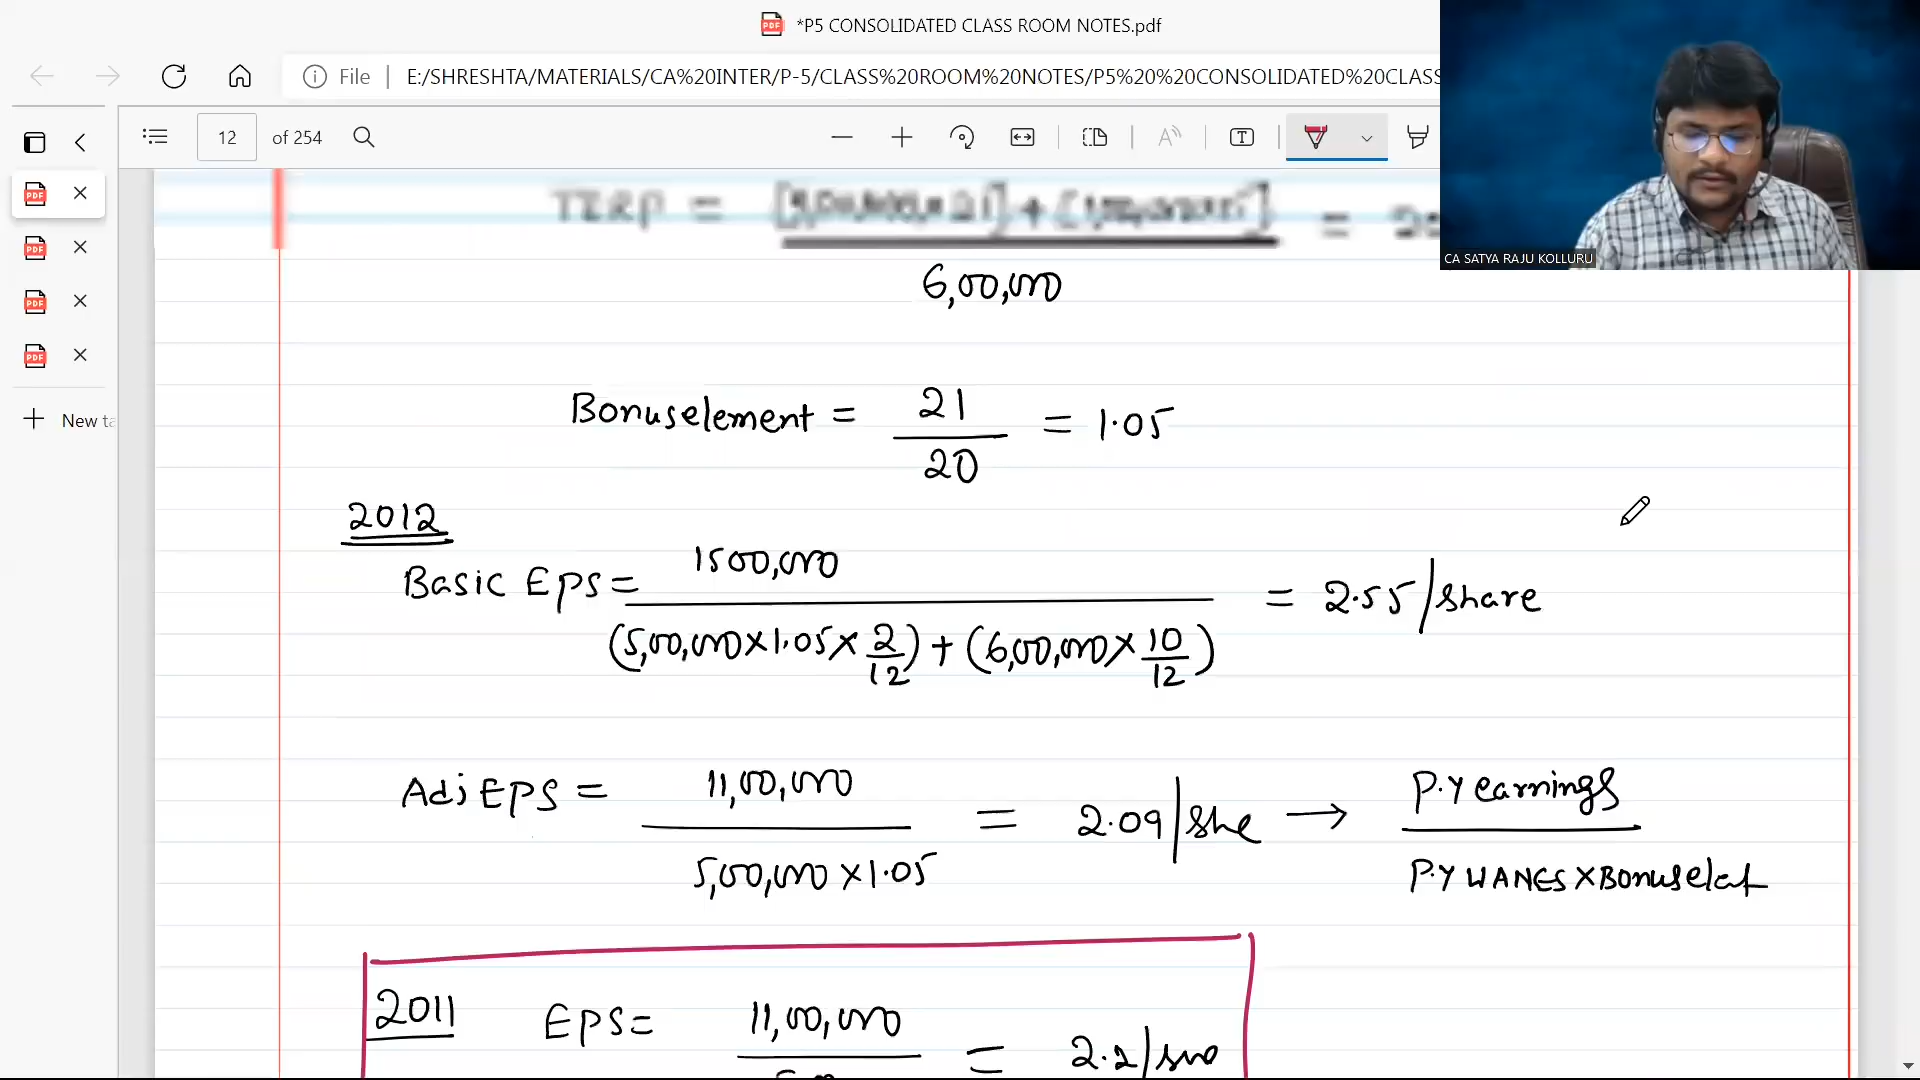 *P5 CONSOLIDATED CLASS ROOM NOTES.pdf
File | E:/SHRESHTA/MATERIALS/CA%20INTER/P-5/CLASS%20ROOM%20NOTES/P5%20%20CONSOLIDATED%20CLASS
12 of 254
CA SATYA RAJU KOLLURU
New ta
TERP =
6,00,000
Bonuselement = 21/20 = 1.05
2012
Basic EPS = 1500,000 / (5,00,000×1.05×2/12) + (6,00,000×10/12) = 2.55/share
Adj EPS = 11,00,000 / 5,00,000×1.05 = 2.09/she → P.Y earnings / P.Y WANES×Bonuselet
2011 EPS= 11,00,000 = 2.2/